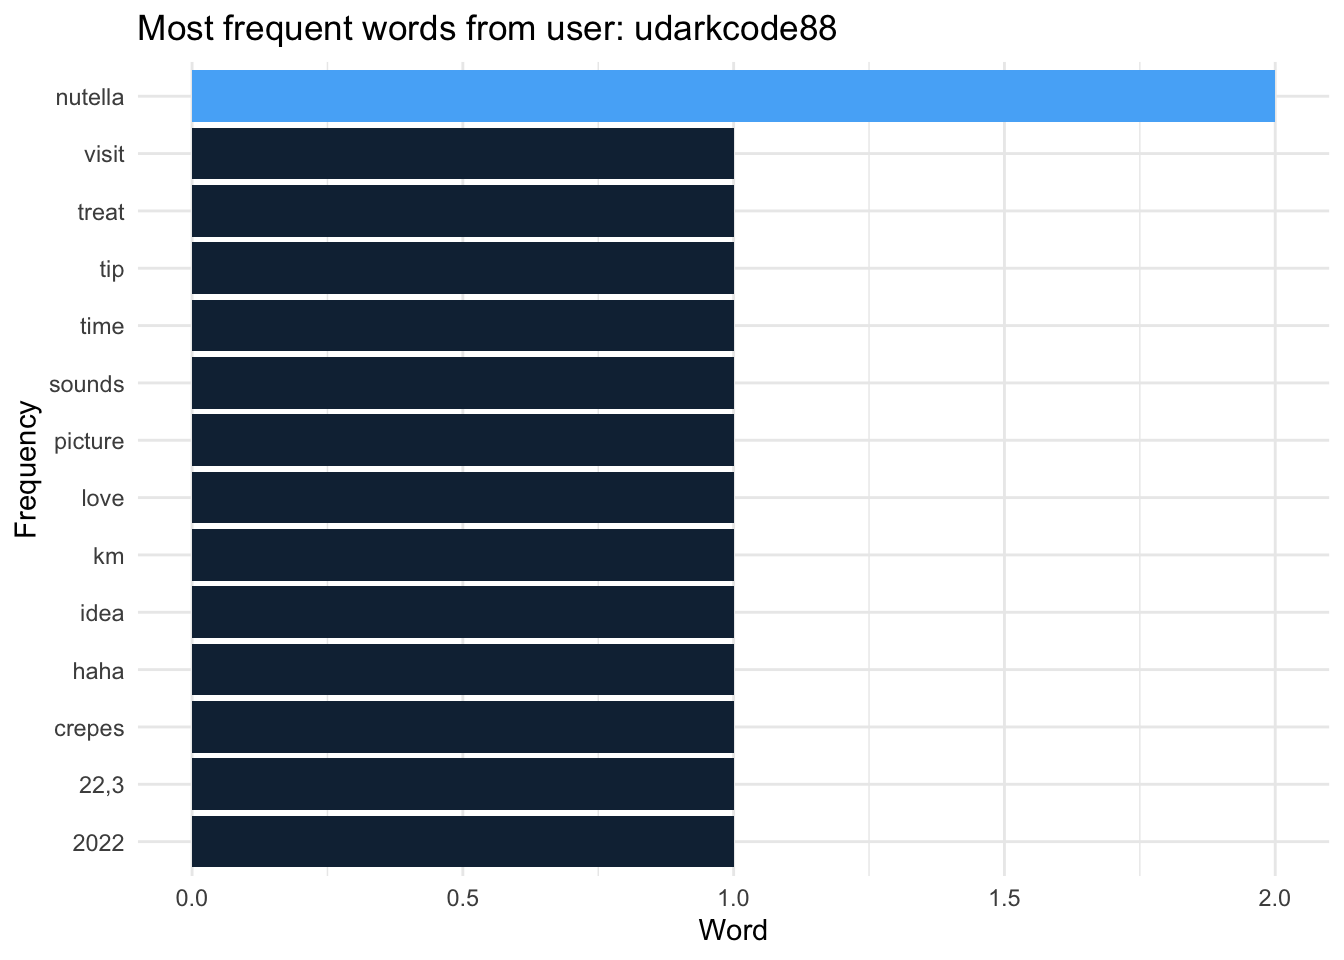 Most frequent words from user: udarkcode88
nutella
visit
treat
tip
time
sounds
picture
love
km
idea
haha
crepes
22,3
2022
Frequency
0.0 0.5 1.0 1.5 2.0
Word